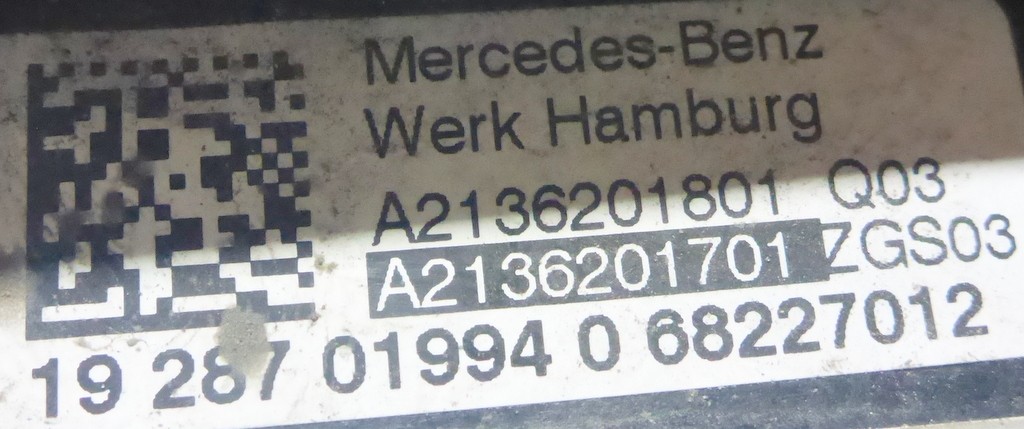 Mercedes-Benz
Werk Hamburg
A2136201801 Q03
A2136201701 ZGS03
19 287 01994 0 68227012